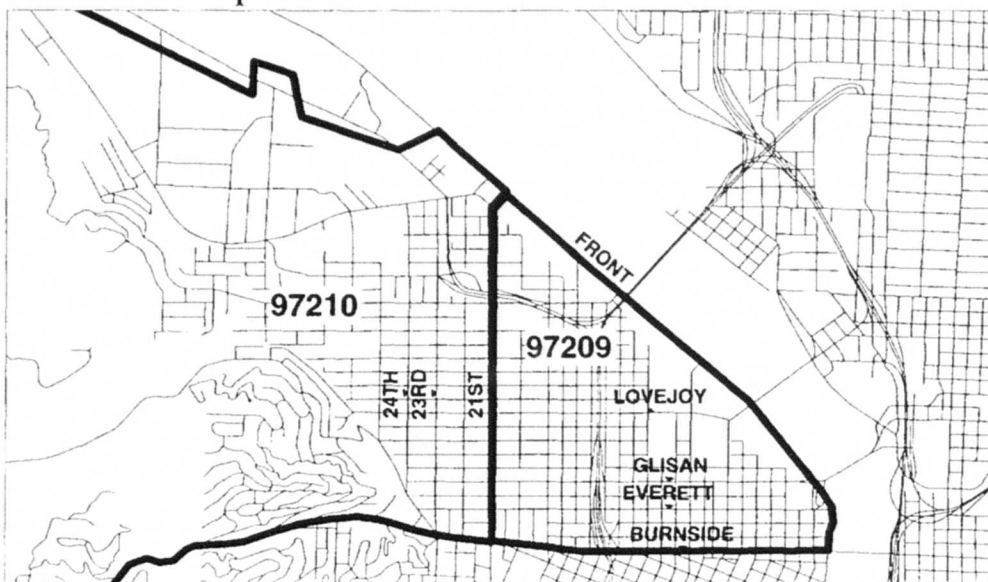 FRONT
97210
97209
24TH
23RD
21ST
LOVEJOY
GLISAN
EVERETT
BURNSIDE